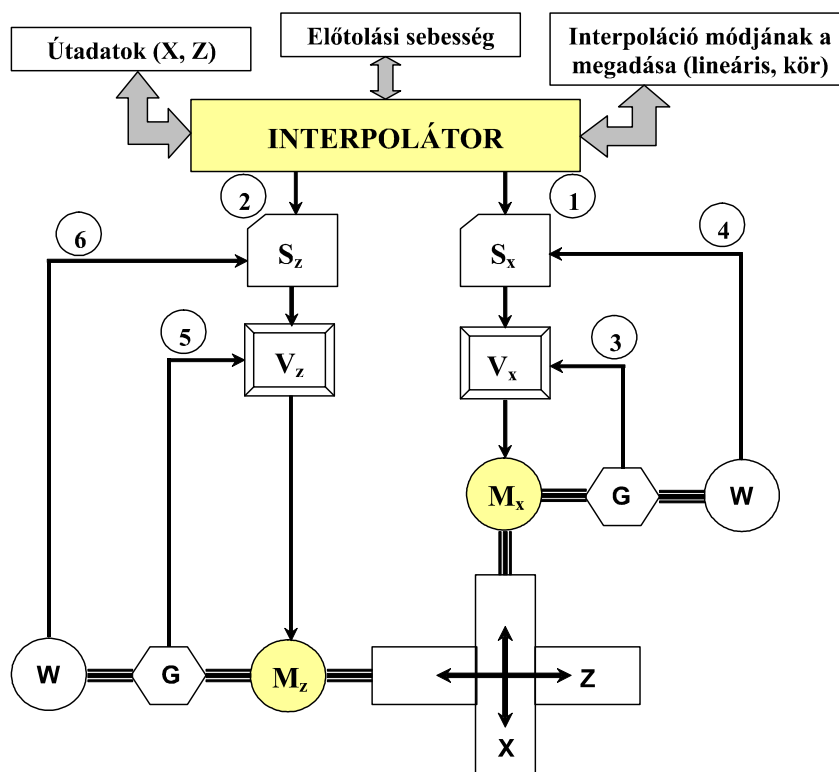 Útadatok (X, Z)
Előtolási sebesség
Interpoláció módjának a
megadása (lineáris, kör)
INTERPOLÁTOR
2
1
6
4
Sz
Sx
5
3
Vz
Vx
Mx
G
W
W
G
Mz
Z
X